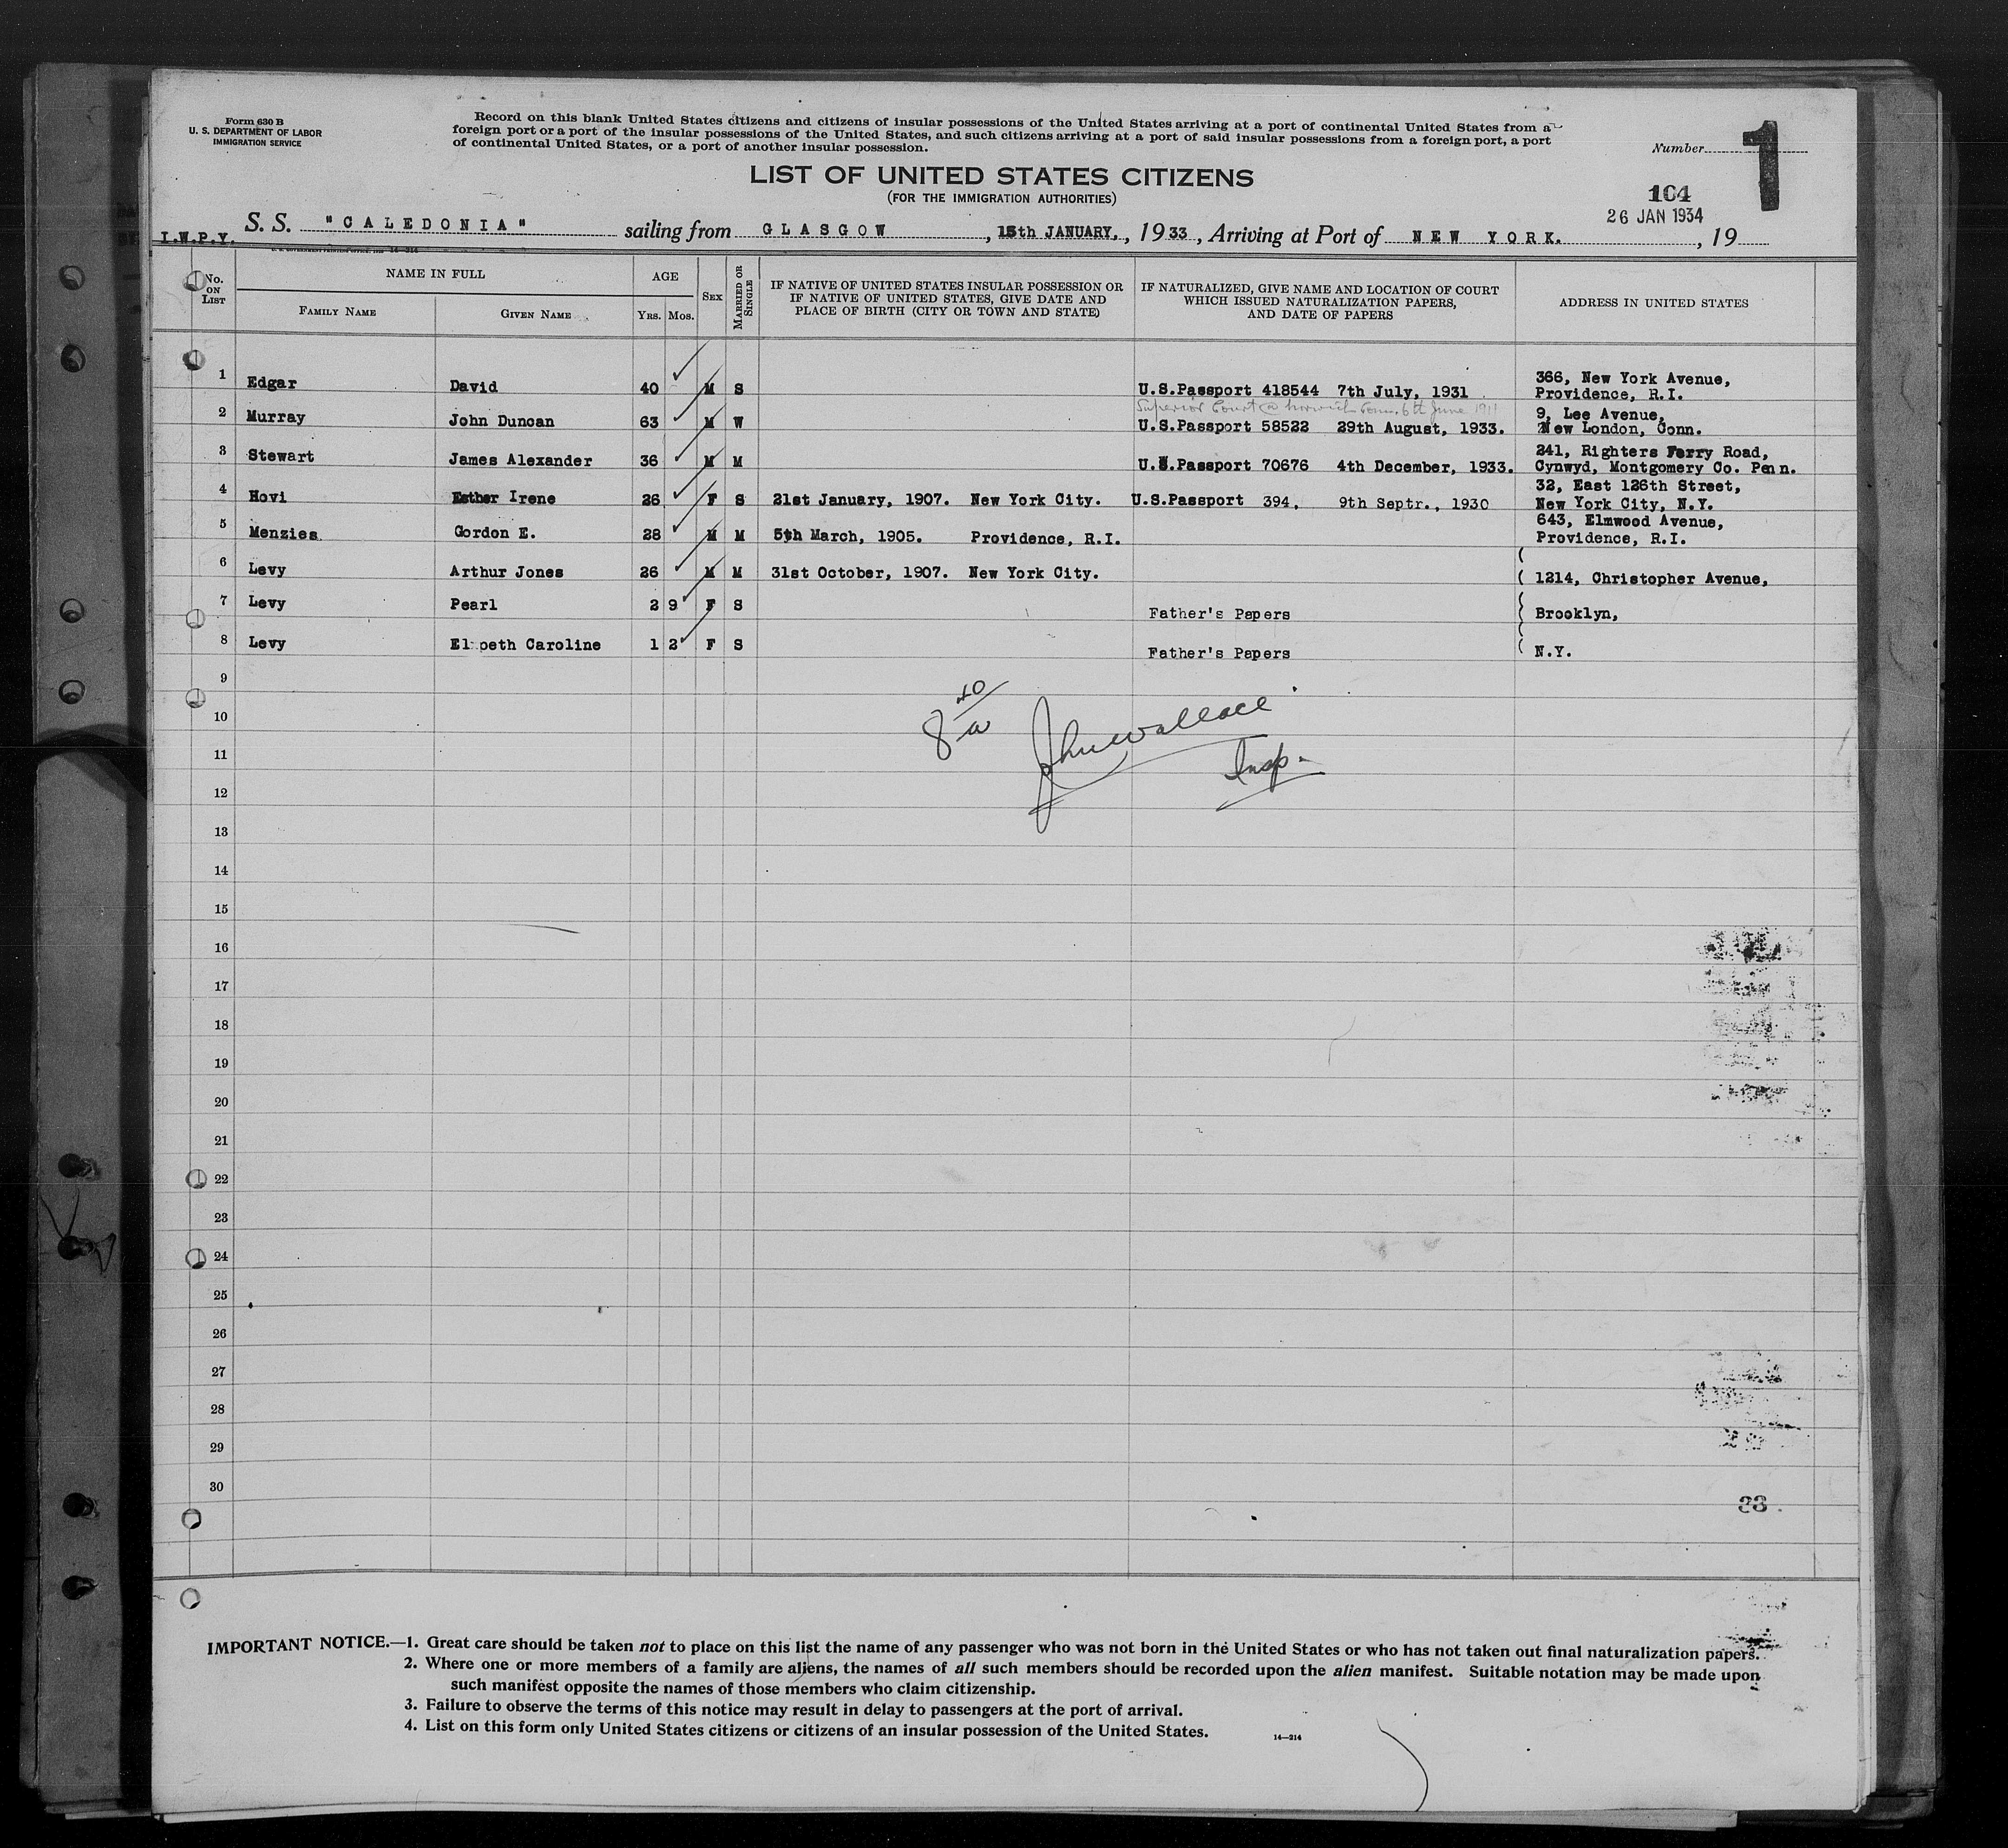 Form 630 B
U. S. DEPARTMENT OF LABOR
IMMIGRATION SERVICE
Record on this blank United States citizens and citizens of insular possessions of the United States arriving at a port of continental United States from a
foreign port or a port of the insular possessions of the United States, and such citizens arriving at a port of said insular possessions from a foreign port, a port
of continental United States, or a port of another insular possession.
Number 1
LIST OF UNITED STATES CITIZENS
(FOR THE IMMIGRATION AUTHORITIES)
164
26 JAN 1934
I.W.P.Y. S. S. "CALEDONIA" sailing from GLASGOW, 15th JANUARY, 1933, Arriving at Port of NEW YORK., 19
No. ON LIST
NAME IN FULL
FAMILY NAME GIVEN NAME
AGE
YRS. MOS.
SEX
MARRIED OR SINGLE
IF NATIVE OF UNITED STATES INSULAR POSSESSION OR
IF NATIVE OF UNITED STATES, GIVE DATE AND
PLACE OF BIRTH (CITY OR TOWN AND STATE)
IF NATURALIZED, GIVE NAME AND LOCATION OF COURT
WHICH ISSUED NATURALIZATION PAPERS,
AND DATE OF PAPERS
ADDRESS IN UNITED STATES
1 Edgar David 40 M S U.S.Passport 418544 7th July, 1931 366, New York Avenue,
Providence, R.I.
Superior Court @ Norwich Conn. 6th June 1911
2 Murray John Duncan 63 M W U.S.Passport 58522 29th August, 1933. 9, Lee Avenue,
New London, Conn.
3 Stewart James Alexander 36 M M U.S.Passport 70676 4th December, 1933. 241, Righters Ferry Road,
Cynwyd, Montgomery Co. Penn.
4 Hovi Esther Irene 26 F S 21st January, 1907. New York City. U.S.Passport 394, 9th Septr., 1930 32, East 126th Street,
New York City, N.Y.
5 Menzies Gordon E. 28 M M 5th March, 1905. Providence, R.I. 643, Elmwood Avenue,
Providence, R.I.
6 Levy Arthur Jones 26 M M 31st October, 1907. New York City. ( 1214, Christopher Avenue,
7 Levy Pearl 2 9 F S Father's Papers ( Brooklyn,
8 Levy Elspeth Caroline 1 2 F S Father's Papers ( N.Y.
9
10
11
12
13
14
15
16
17
18
19
20
21
22
23
24
25
26
27
28
29
30
John Wallace
Insp.
IMPORTANT NOTICE.—1. Great care should be taken not to place on this list the name of any passenger who was not born in the United States or who has not taken out final naturalization papers.
2. Where one or more members of a family are aliens, the names of all such members should be recorded upon the alien manifest. Suitable notation may be made upon
such manifest opposite the names of those members who claim citizenship.
3. Failure to observe the terms of this notice may result in delay to passengers at the port of arrival.
4. List on this form only United States citizens or citizens of an insular possession of the United States.
14—214